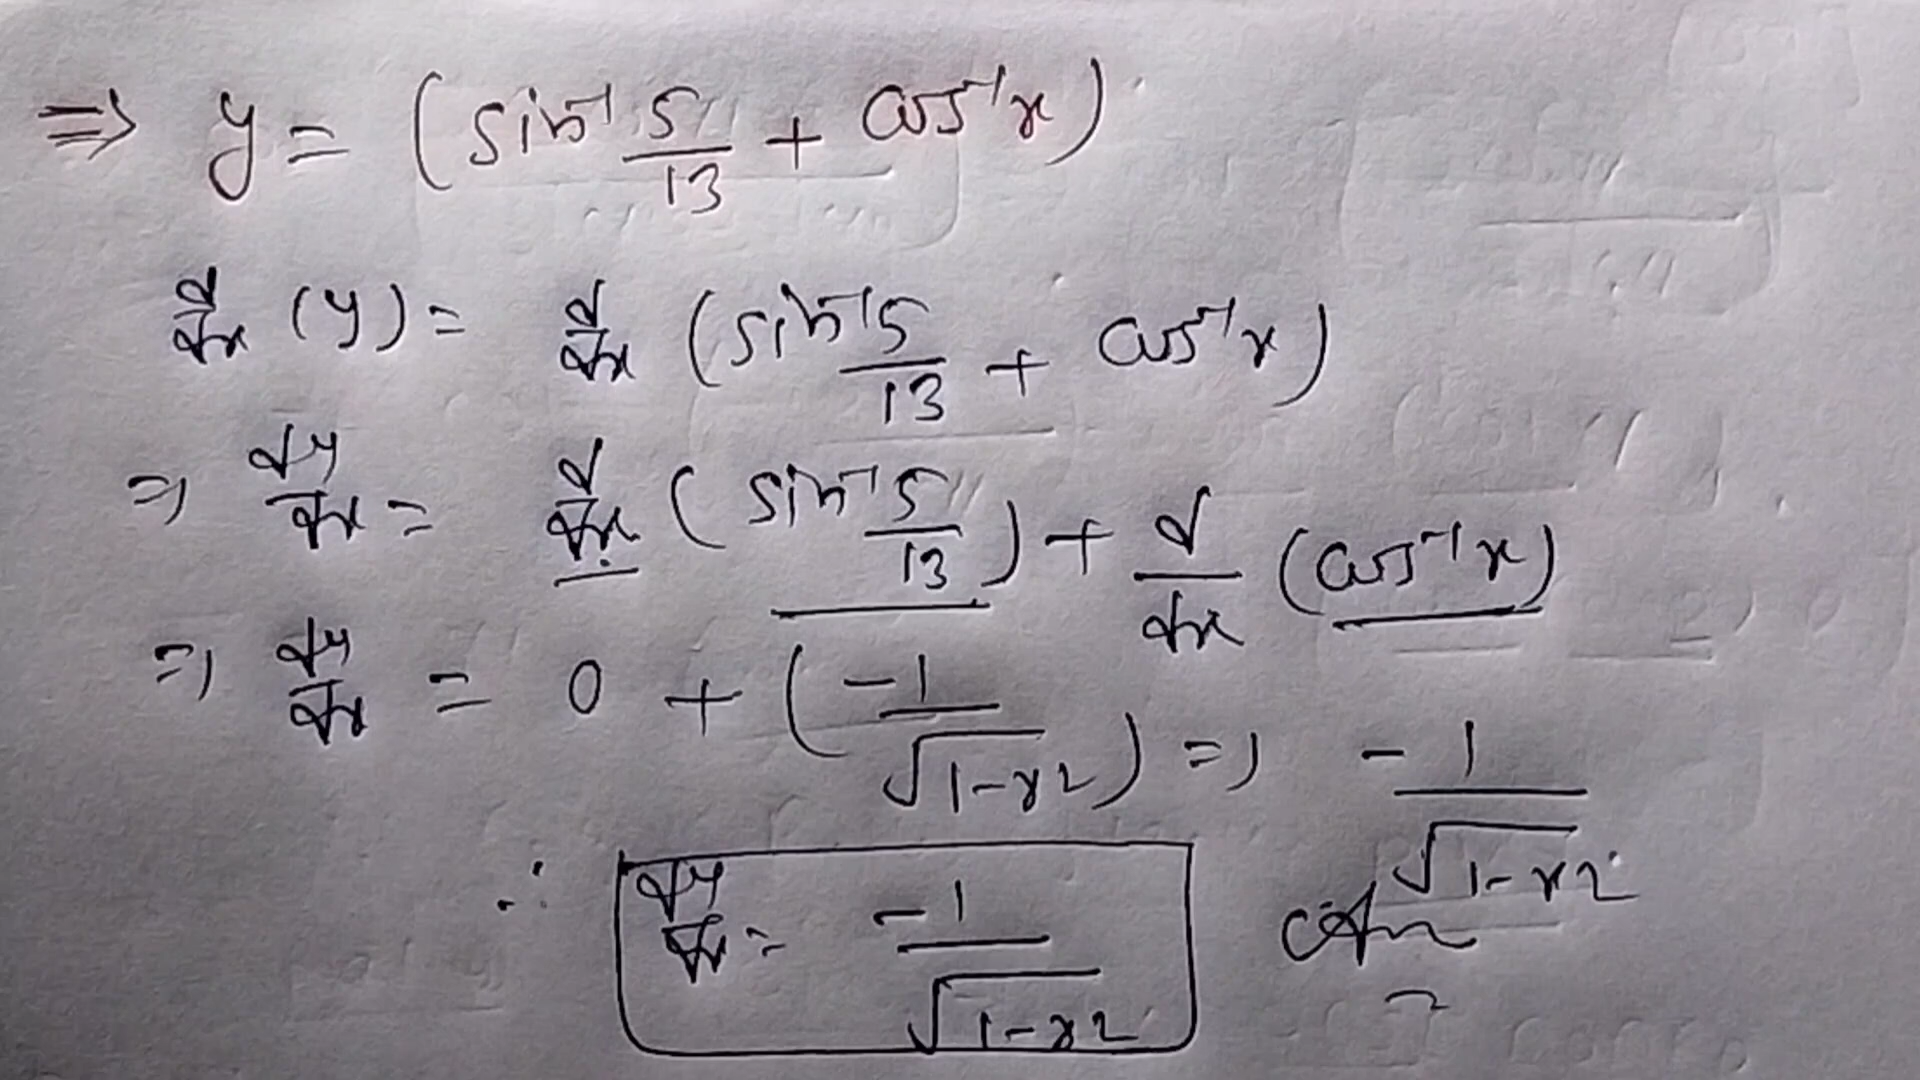 ⇒ y = (sin⁻¹ 5/13 + cos⁻¹x)
d/dx (y) = d/dx (sin⁻¹ 5/13 + cos⁻¹x)
⇒ dy/dx = d/dx (sin⁻¹ 5/13) + d/dx (cos⁻¹x)
⇒ dy/dx = 0 + (-1/√1-x2) ⇒ -1/√1-x2
∴ dy/dx = -1/√1-x2 Ans